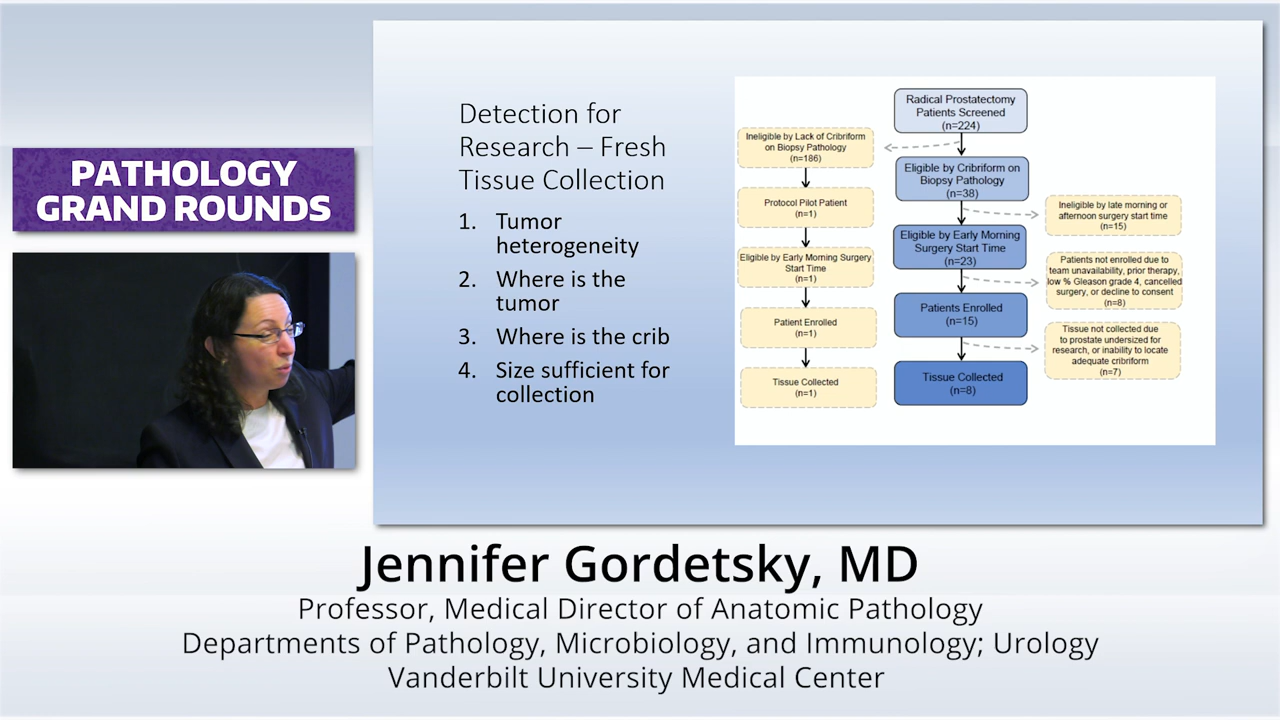 PATHOLOGY
GRAND ROUNDS
Detection for
Research – Fresh
Tissue Collection
1. Tumor
heterogeneity
2. Where is the
tumor
3. Where is the crib
4. Size sufficient for
collection
Radical Prostatectomy
Patients Screened
(n=224)
Ineligible by Lack of Cribriform
on Biopsy Pathology
(n=186)
Eligible by Cribriform on
Biopsy Pathology
(n=38)
Protocol Pilot Patient
(n=1)
Ineligible by late morning or
afternoon surgery start time
(n=15)
Eligible by Early Morning Surgery
Start Time
(n=1)
Eligible by Early Morning
Surgery Start Time
(n=23)
Patients not enrolled due to
team unavailability, prior therapy,
low % Gleason grade 4, cancelled
surgery, or decline to consent
(n=8)
Patient Enrolled
(n=1)
Patients Enrolled
(n=15)
Tissue not collected due
to prostate undersized for
research, or inability to locate
adequate cribriform
(n=7)
Tissue Collected
(n=1)
Tissue Collected
(n=8)
Jennifer Gordetsky, MD
Professor, Medical Director of Anatomic Pathology
Departments of Pathology, Microbiology, and Immunology; Urology
Vanderbilt University Medical Center